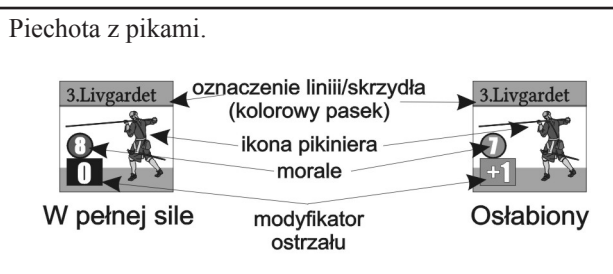 Piechota z pikami.
3.Livgardet
oznaczenie liniii/skrzydła
(kolorowy pasek)
3.Livgardet
ikona pikiniera
8
morale
7
0
+1
W pełnej sile
modyfikator
ostrzału
Osłabiony